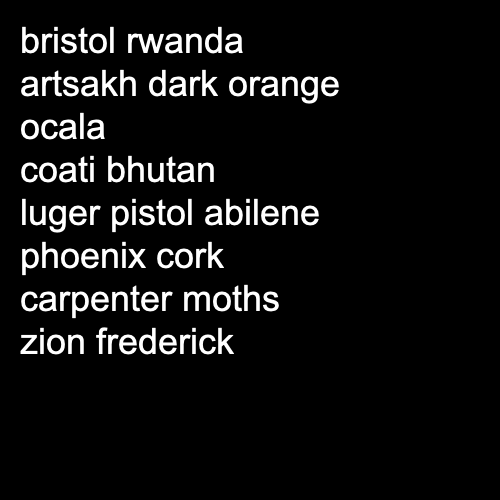 bristol rwanda
artsakh dark orange
ocala
coati bhutan
luger pistol abilene
phoenix cork
carpenter moths
zion frederick